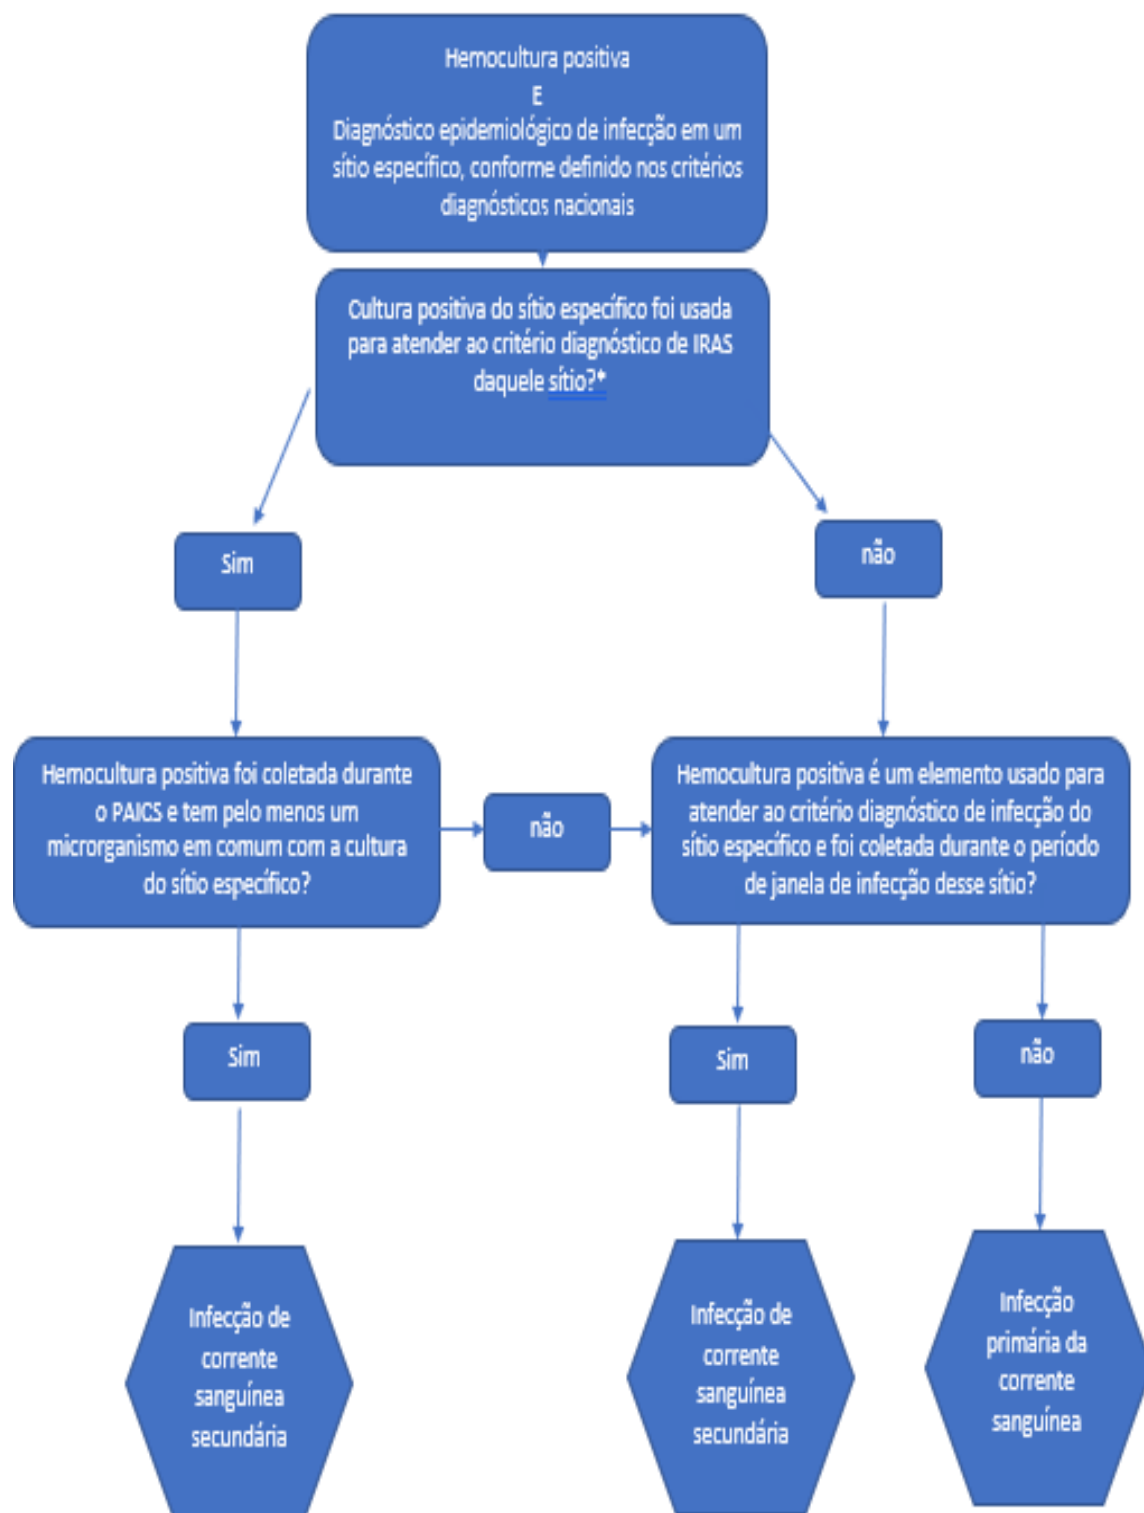 Hemocultura positiva
E
Diagnóstico epidemiológico de infecção em um
sítio específico, conforme definido nos critérios
diagnósticos nacionais
Cultura positiva do sítio específico foi usada
para atender ao critério diagnóstico de IRAS
daquele sítio?*
Sim
não
Hemocultura positiva foi coletada durante
o PAICS e tem pelo menos um
microrganismo em comum com a cultura
do sítio específico?
não
Hemocultura positiva é um elemento usado para
atender ao critério diagnóstico de infecção do
sítio específico e foi coletada durante o período
de janela de infecção desse sítio?
Sim
Sim
não
Infecção de
corrente
sanguínea
secundária
Infecção de
corrente
sanguínea
secundária
Infecção
primária da
corrente
sanguínea